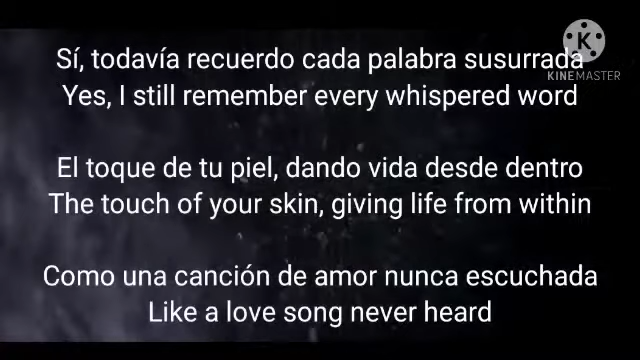 Sí, todavía recuerdo cada palabra susurrada
Yes, I still remember every whispered word
El toque de tu piel, dando vida desde dentro
The touch of your skin, giving life from within
Como una canción de amor nunca escuchada
Like a love song never heard
K
KINEMASTER